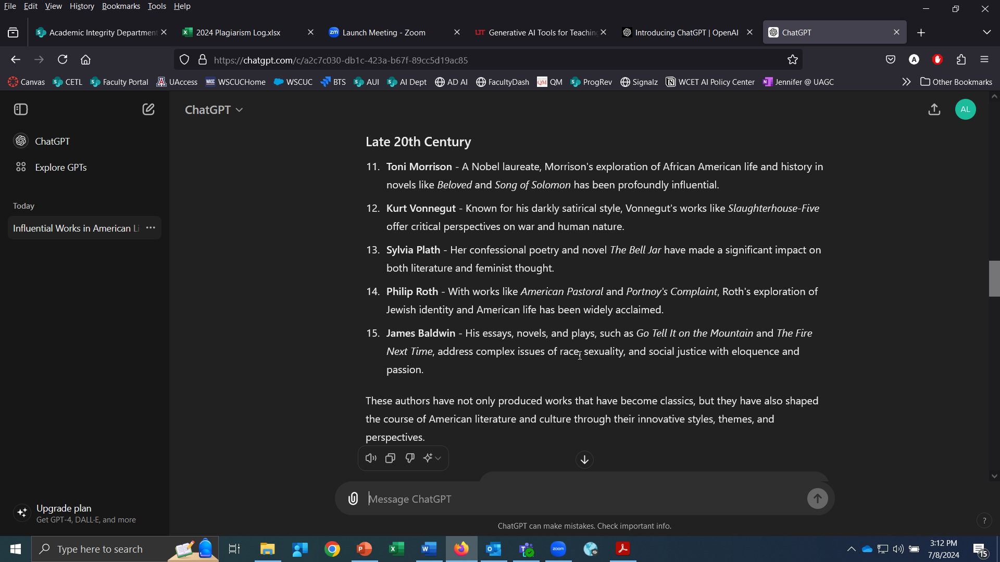 File Edit View History Bookmarks Tools Help
Academic Integrity Department
2024 Plagiarism Log.xlsx
zm Launch Meeting - Zoom
Generative AI Tools for Teaching
Introducing ChatGPT | OpenAI
ChatGPT
https://chatgpt.com/c/a2c7c030-db1c-423a-b67f-89cc5d19ac85
A
Canvas CETL Faculty Portal UAccess WSCUCHome WSCUC BTS AUI AI Dept AD AI FacultyDash QM QM ProgRev Signalz WCET AI Policy Center Jennifer @ UAGC Other Bookmarks
ChatGPT
AL
ChatGPT
Explore GPTs
Today
Influential Works in American Li
Upgrade plan
Get GPT-4, DALL·E, and more
Late 20th Century
11. Toni Morrison - A Nobel laureate, Morrison's exploration of African American life and history in
novels like Beloved and Song of Solomon has been profoundly influential.
12. Kurt Vonnegut - Known for his darkly satirical style, Vonnegut's works like Slaughterhouse-Five
offer critical perspectives on war and human nature.
13. Sylvia Plath - Her confessional poetry and novel The Bell Jar have made a significant impact on
both literature and feminist thought.
14. Philip Roth - With works like American Pastoral and Portnoy's Complaint, Roth's exploration of
Jewish identity and American life has been widely acclaimed.
15. James Baldwin - His essays, novels, and plays, such as Go Tell It on the Mountain and The Fire
Next Time, address complex issues of race, sexuality, and social justice with eloquence and
passion.
These authors have not only produced works that have become classics, but they have also shaped
the course of American literature and culture through their innovative styles, themes, and
perspectives.
Message ChatGPT
ChatGPT can make mistakes. Check important info.
?
Type here to search
zoom
3:12 PM
7/8/2024
15